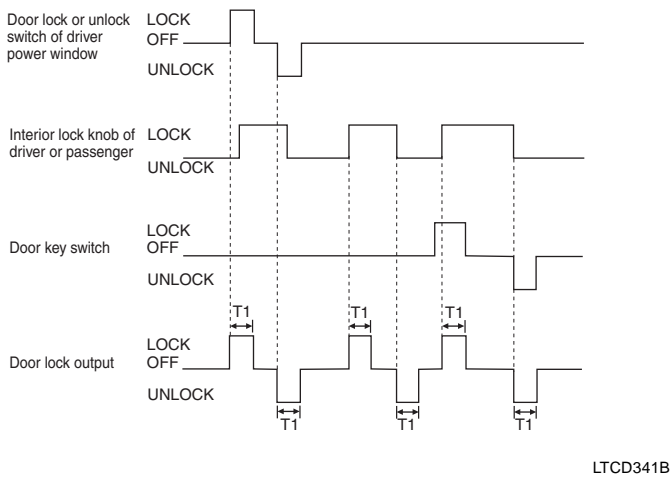 Door lock or unlock
switch of driver
power window
LOCK
OFF
UNLOCK
Interior lock knob of
driver or passenger
LOCK
UNLOCK
Door key switch
LOCK
OFF
UNLOCK
T1
T1
T1
Door lock output
LOCK
OFF
UNLOCK
T1
T1
T1
LTCD341B